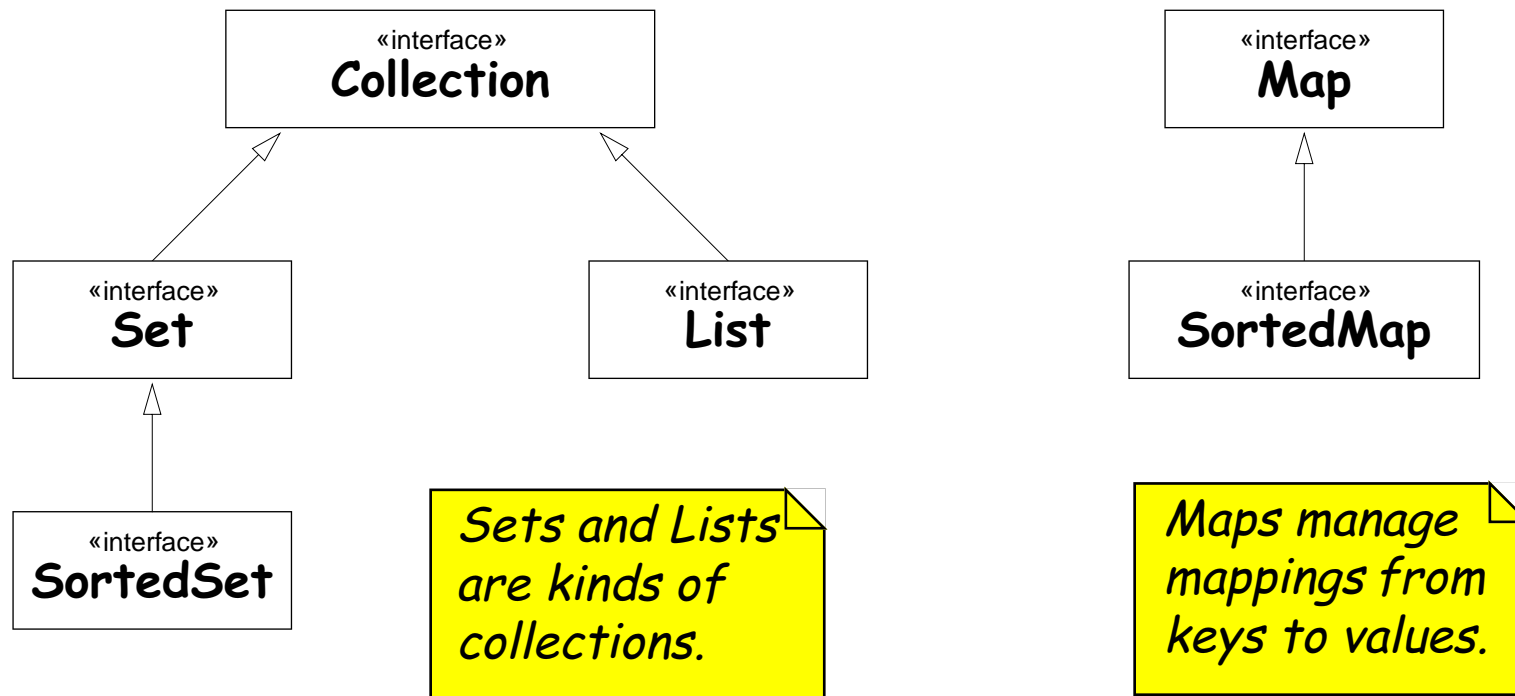 «interface»
Collection
«interface»
Map
«interface»
Set
«interface»
List
«interface»
SortedMap
«interface»
SortedSet
Sets and Lists
are kinds of
collections.
Maps manage
mappings from
keys to values.